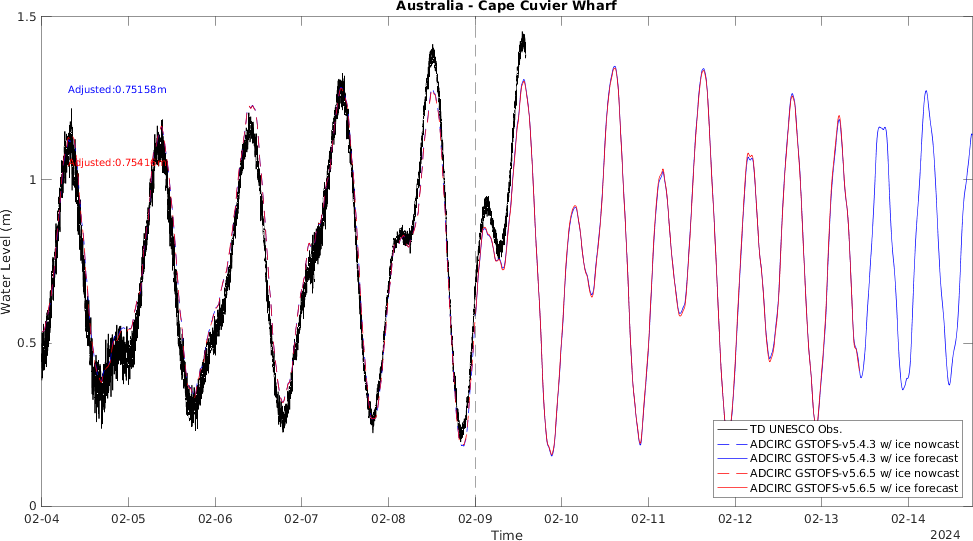 Australia - Cape Cuvier Wharf
1.5
Adjusted:0.75158m
Adjusted:0.7541
1
Water Level (m)
0.5
0
TD UNESCO Obs.
ADCIRC GSTOFS-v5.4.3 w/ ice nowcast
ADCIRC GSTOFS-v5.4.3 w/ ice forecast
ADCIRC GSTOFS-v5.6.5 w/ ice nowcast
ADCIRC GSTOFS-v5.6.5 w/ ice forecast
02-04 02-05 02-06 02-07 02-08 02-09 02-10 02-11 02-12 02-13 02-14
Time
2024